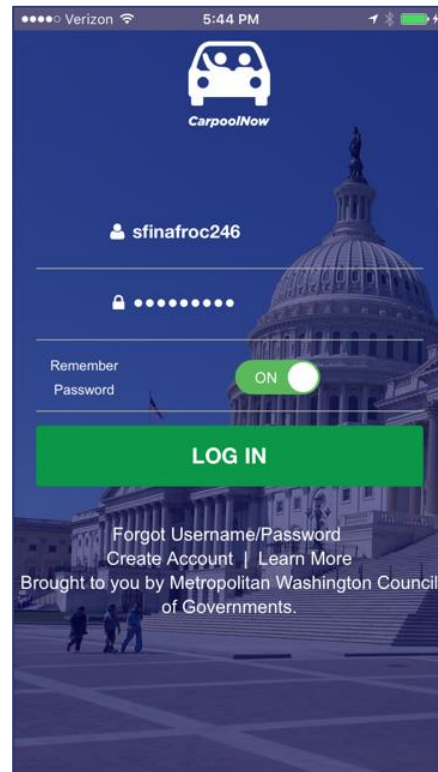 Verizon 5:44 PM
CarpoolNow
sfinafroc246
Remember
Password
ON
LOG IN
Forgot Username/Password
Create Account | Learn More
Brought to you by Metropolitan Washington Council
of Governments.